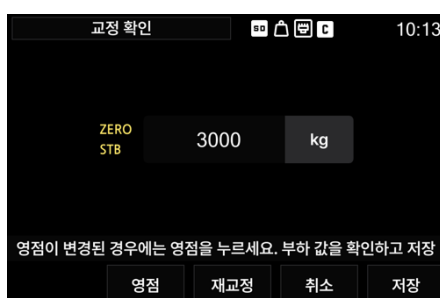 교정 확인 SD C 10:13
ZERO
STB
3000 kg
영점이 변경된 경우에는 영점을 누르세요. 부하 값을 확인하고 저장
영점 재교정 취소 저장